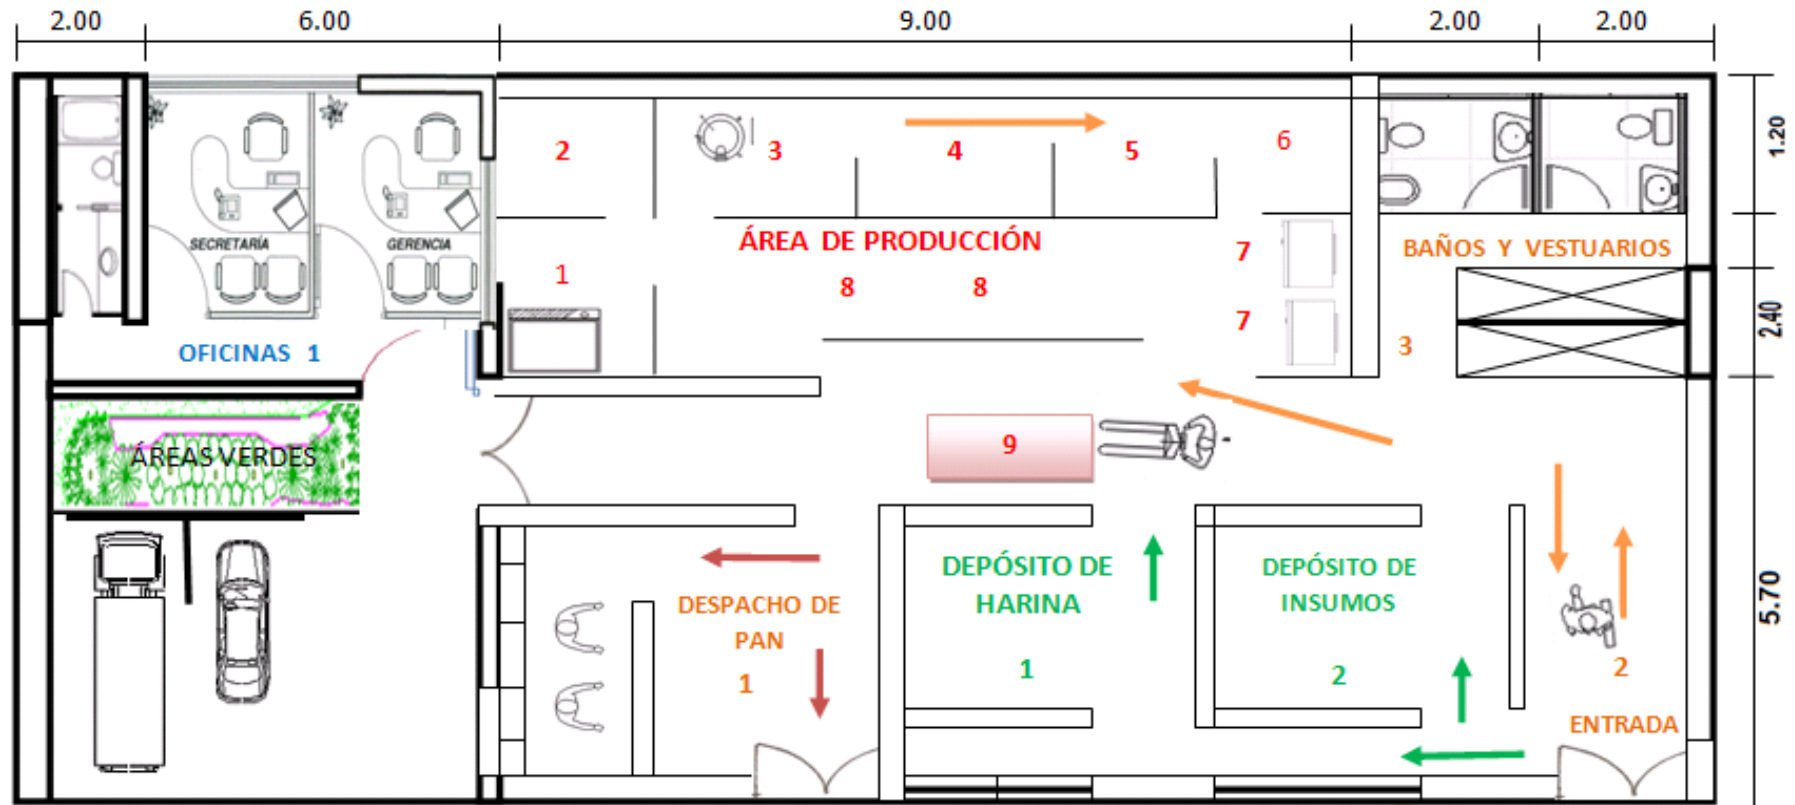 2.00 6.00 9.00 2.00 2.00
1.20
2.40
5.70
2 3 4 5 6
SECRETARÍA GERENCIA
ÁREA DE PRODUCCIÓN
7
BAÑOS Y VESTUARIOS
1
8 8
7
3
OFICINAS 1
ÁREAS VERDES
9
DESPACHO DE
PAN
1
DEPÓSITO DE
HARINA
1
DEPÓSITO DE
INSUMOS
2
2
ENTRADA